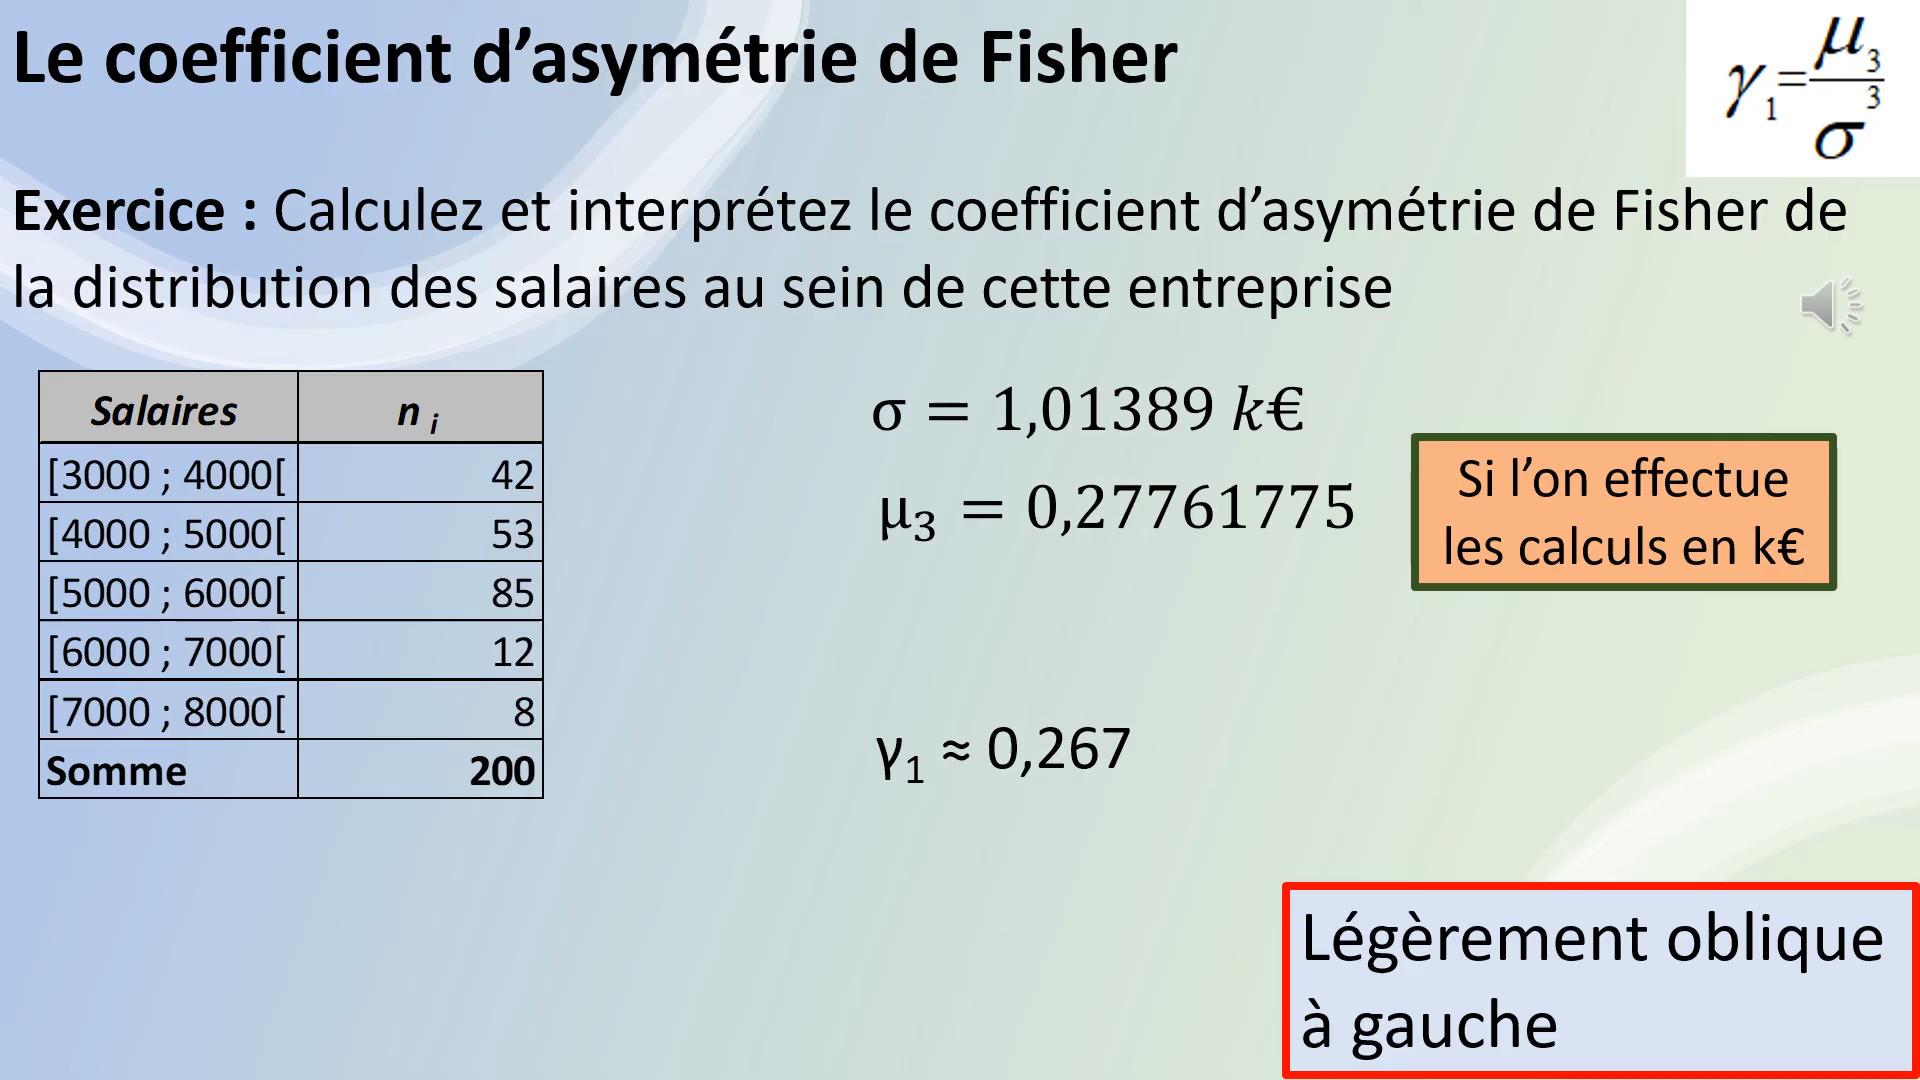 Le coefficient d’asymétrie de Fisher
γ₁=μ₃/σ³
Exercice : Calculez et interprétez le coefficient d’asymétrie de Fisher de
la distribution des salaires au sein de cette entreprise
Salaires n i
[3000 ; 4000[ 42
[4000 ; 5000[ 53
[5000 ; 6000[ 85
[6000 ; 7000[ 12
[7000 ; 8000[ 8
Somme 200
σ = 1,01389 k€
μ₃ = 0,27761775
Si l’on effectue
les calculs en k€
γ₁ ≈ 0,267
Légèrement oblique
à gauche